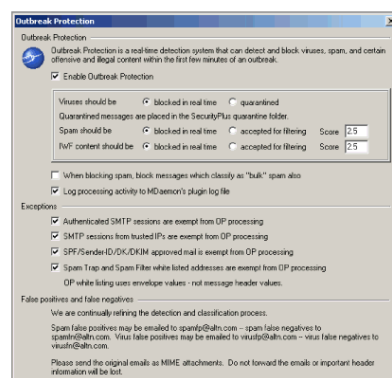 Outbreak Protection
Outbreak Protection
Outbreak Protection is a real-time detection system that can detect and block viruses, spam, and certain
offensive and illegal content within the first few minutes of an outbreak.
Enable Outbreak Protection
Viruses should be blocked in real time quarantined
Quarantined messages are placed in the SecurityPlus quarantine folder.
Spam should be blocked in real time accepted for filtering Score 2.5
IWF content should be blocked in real time accepted for filtering Score 2.5
When blocking spam, block messages which classify as "bulk" spam also
Log processing activity to MDaemon's plugin log file
Exceptions
Authenticated SMTP sessions are exempt from OP processing
SMTP sessions from trusted IPs are exempt from OP processing
SPF/Sender-ID/DK/DKIM approved mail is exempt from OP processing
Spam Trap and Spam Filter white listed addresses are exempt from OP processing
OP white listing uses envelope values - not message header values.
False positives and false negatives
We are continually refining the detection and classification process.
Spam false positives may be emailed to spamfp@altn.com -- spam false negatives to
spamfn@altn.com. Virus false positives may be emailed to virusfp@altn.com -- virus false negatives to
virusfn@altn.com.
Please send the original emails as MIME attachments. Do not forward the emails or important header
information will be lost.